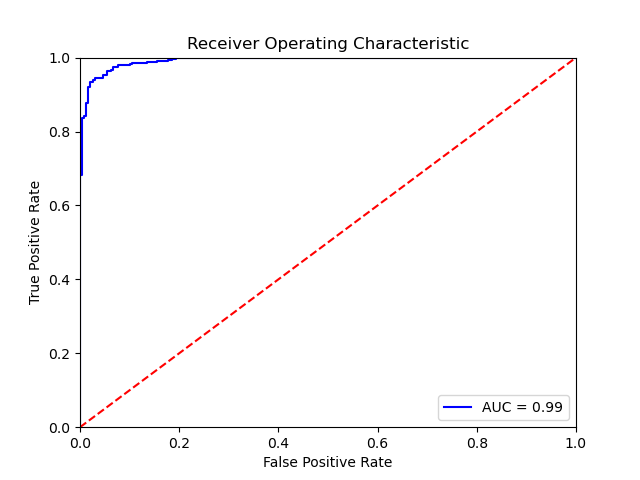 Receiver Operating Characteristic
True Positive Rate
1.0
0.8
0.6
0.4
0.2
0.0
AUC = 0.99
0.0 0.2 0.4 0.6 0.8 1.0
False Positive Rate